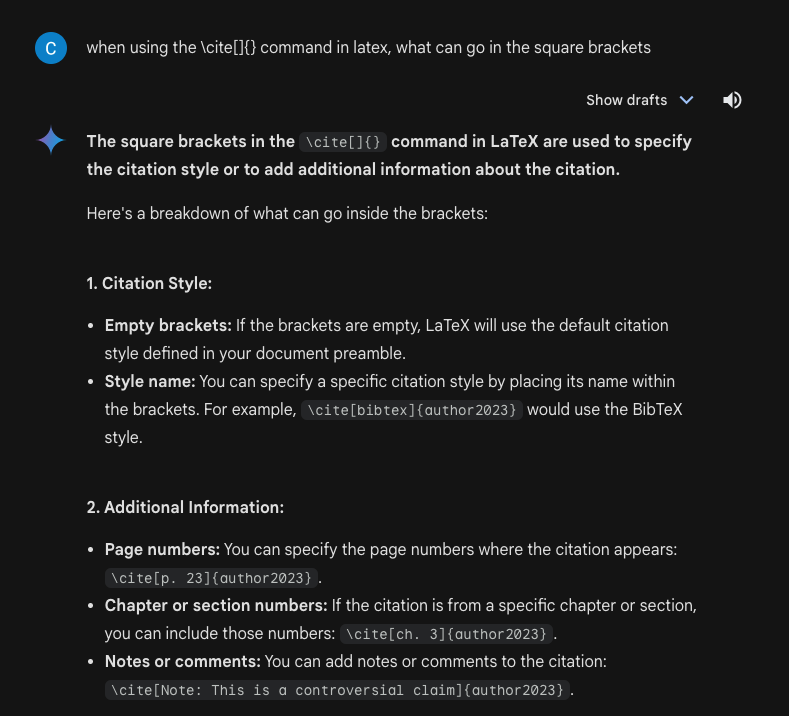 C
when using the \cite[]{} command in latex, what can go in the square brackets
Show drafts
The square brackets in the \cite[]{} command in LaTeX are used to specify
the citation style or to add additional information about the citation.
Here's a breakdown of what can go inside the brackets:
1. Citation Style:
• Empty brackets: If the brackets are empty, LaTeX will use the default citation
style defined in your document preamble.
• Style name: You can specify a specific citation style by placing its name within
the brackets. For example, \cite[bibtex]{author2023} would use the BibTeX
style.
2. Additional Information:
• Page numbers: You can specify the page numbers where the citation appears:
\cite[p. 23]{author2023}.
• Chapter or section numbers: If the citation is from a specific chapter or section,
you can include those numbers: \cite[ch. 3]{author2023}.
• Notes or comments: You can add notes or comments to the citation:
\cite[Note: This is a controversial claim]{author2023}.